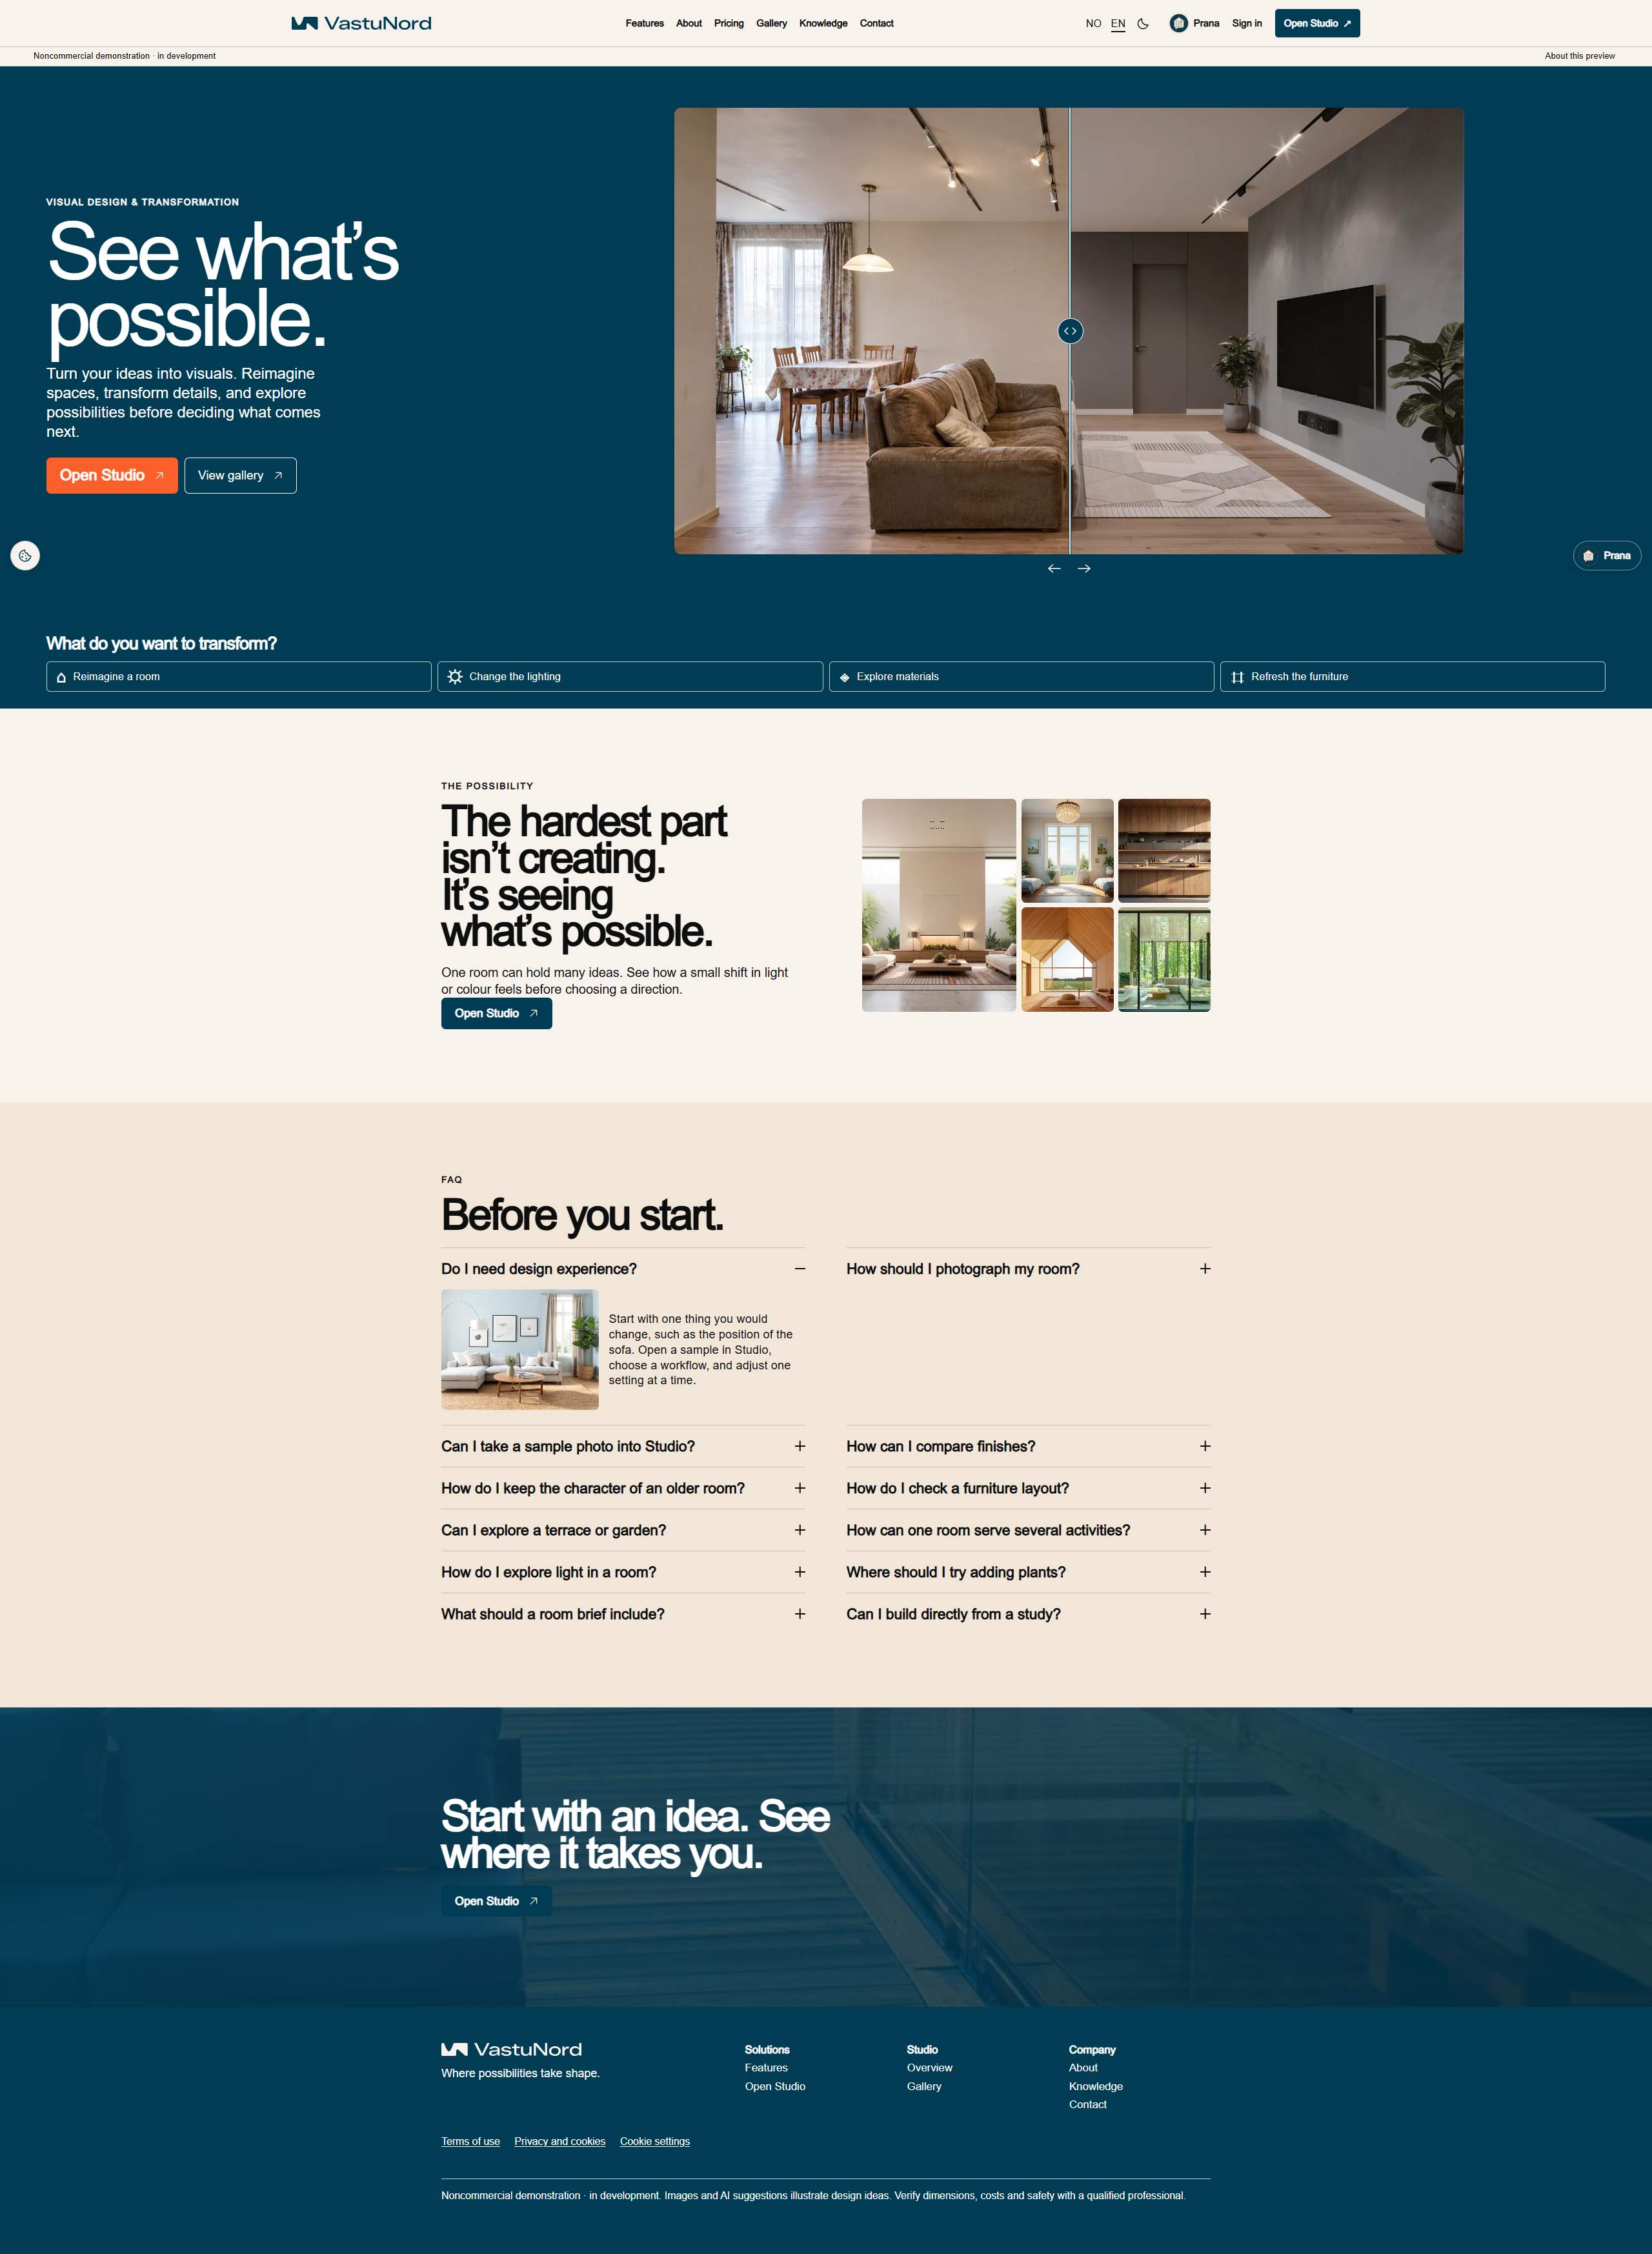 VastuNord
Features About Pricing Gallery Knowledge Contact
NO EN Prana Sign in Open Studio ↗
Noncommercial demonstration · in development
About this preview
VISUAL DESIGN & TRANSFORMATION
See what’s
possible.
Turn your ideas into visuals. Reimagine
spaces, transform details, and explore
possibilities before deciding what comes
next.
Open Studio ↗
View gallery ↗
← →
Prana
What do you want to transform?
Reimagine a room
Change the lighting
Explore materials
Refresh the furniture
THE POSSIBILITY
The hardest part
isn’t creating.
It’s seeing
what’s possible.
One room can hold many ideas. See how a small shift in light
or colour feels before choosing a direction.
Open Studio ↗
FAQ
Before you start.
Do I need design experience? −
Start with one thing you would
change, such as the position of the
sofa. Open a sample in Studio,
choose a workflow, and adjust one
setting at a time.
How should I photograph my room? +
Can I take a sample photo into Studio? +
How can I compare finishes? +
How do I keep the character of an older room? +
How do I check a furniture layout? +
Can I explore a terrace or garden? +
How can one room serve several activities? +
How do I explore light in a room? +
Where should I try adding plants? +
What should a room brief include? +
Can I build directly from a study? +
Start with an idea. See
where it takes you.
Open Studio ↗
VastuNord
Where possibilities take shape.
Solutions
Features
Open Studio
Studio
Overview
Gallery
Company
About
Knowledge
Contact
Terms of use Privacy and cookies Cookie settings
Noncommercial demonstration · in development. Images and AI suggestions illustrate design ideas. Verify dimensions, costs and safety with a qualified professional.